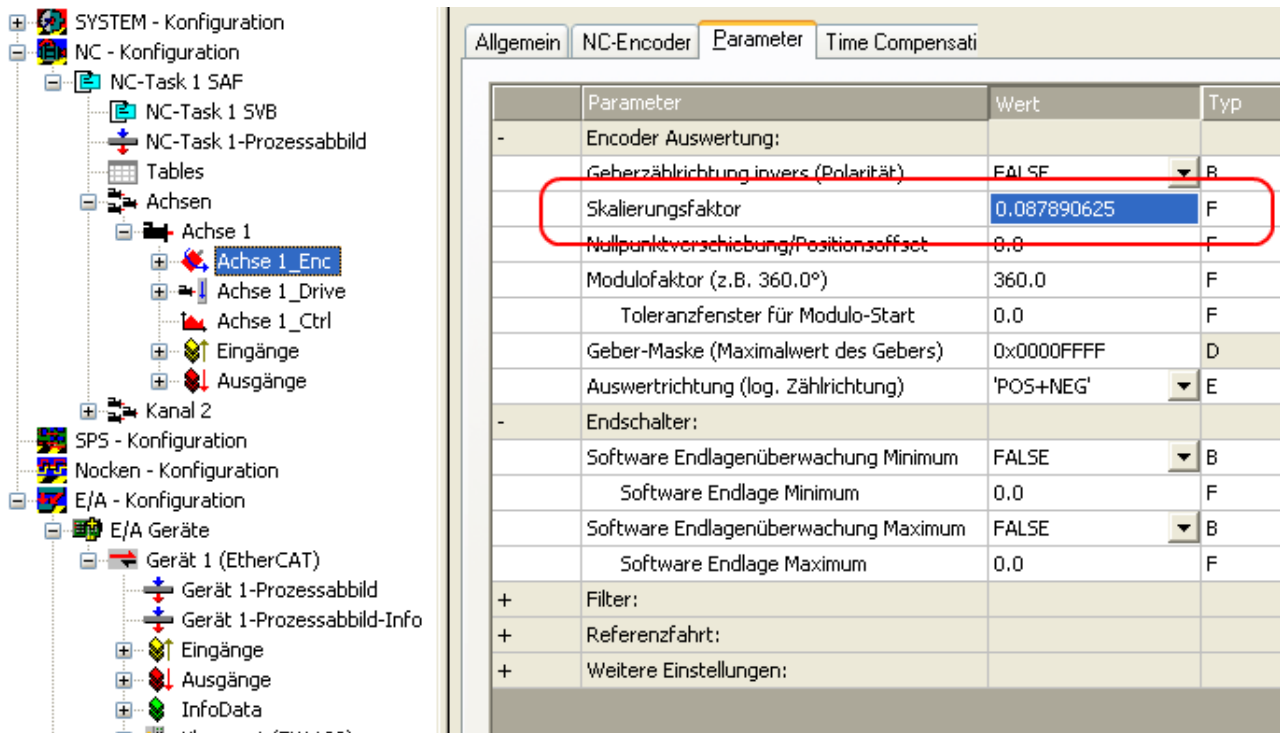 SYSTEM - Konfiguration
NC - Konfiguration
NC-Task 1 SAF
NC-Task 1 SVB
NC-Task 1-Prozessabbild
Tables
Achsen
Achse 1
Achse 1_Enc
Achse 1_Drive
Achse 1_Ctrl
Eingänge
Ausgänge
Kanal 2
SPS - Konfiguration
Nocken - Konfiguration
E/A - Konfiguration
E/A Geräte
Gerät 1 (EtherCAT)
Gerät 1-Prozessabbild
Gerät 1-Prozessabbild-Info
Eingänge
Ausgänge
InfoData
Allgemein NC-Encoder Parameter Time Compensati
Parameter Wert Typ
- Encoder Auswertung:
Geberzählrichtung invers (Polarität) FALSE B
Skalierungsfaktor 0.087890625 F
Nullpunktverschiebung/Positionsoffset 0.0 F
Modulofaktor (z.B. 360.0°) 360.0 F
Toleranzfenster für Modulo-Start 0.0 F
Geber-Maske (Maximalwert des Gebers) 0x0000FFFF D
Auswertrichtung (log. Zählrichtung) 'POS+NEG' E
- Endschalter:
Software Endlagenüberwachung Minimum FALSE B
Software Endlage Minimum 0.0 F
Software Endlagenüberwachung Maximum FALSE B
Software Endlage Maximum 0.0 F
+ Filter:
+ Referenzfahrt:
+ Weitere Einstellungen: